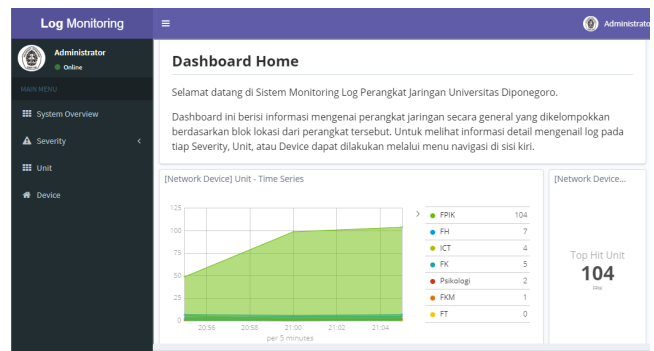 Log Monitoring
Administrato
Administrator
Online
MAIN MENU
System Overview
Severity
Unit
Device
Dashboard Home
Selamat datang di Sistem Monitoring Log Perangkat Jaringan Universitas Diponegoro.
Dashboard ini berisi informasi mengenai perangkat jaringan secara general yang dikelompokkan
berdasarkan blok lokasi dari perangkat tersebut. Untuk melihat informasi detail mengenail log pada
tiap Severity, Unit, atau Device dapat dilakukan melalui menu navigasi di sisi kiri.
[Network Device] Unit - Time Series
125
100
75
50
25
0
20:56 20:58 21:00 21:02 21:04
per 5 minutes
FPIK 104
FH 7
ICT 4
FK 5
Psikologi 2
FKM 1
FT 0
[Network Device...
Top Hit Unit
104
FPIK